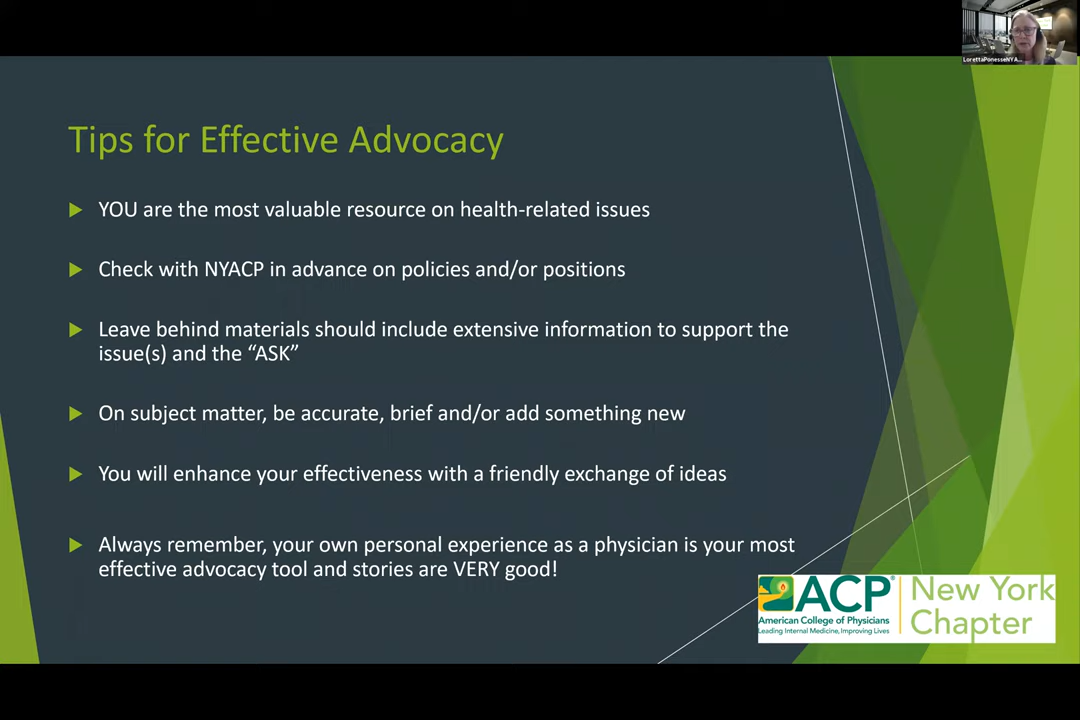 LorettaPonesseNYA...
Tips for Effective Advocacy
YOU are the most valuable resource on health-related issues
Check with NYACP in advance on policies and/or positions
Leave behind materials should include extensive information to support the
issue(s) and the “ASK”
On subject matter, be accurate, brief and/or add something new
You will enhance your effectiveness with a friendly exchange of ideas
Always remember, your own personal experience as a physician is your most
effective advocacy tool and stories are VERY good!
ACP®
American College of Physicians
Leading Internal Medicine, Improving Lives
New York
Chapter